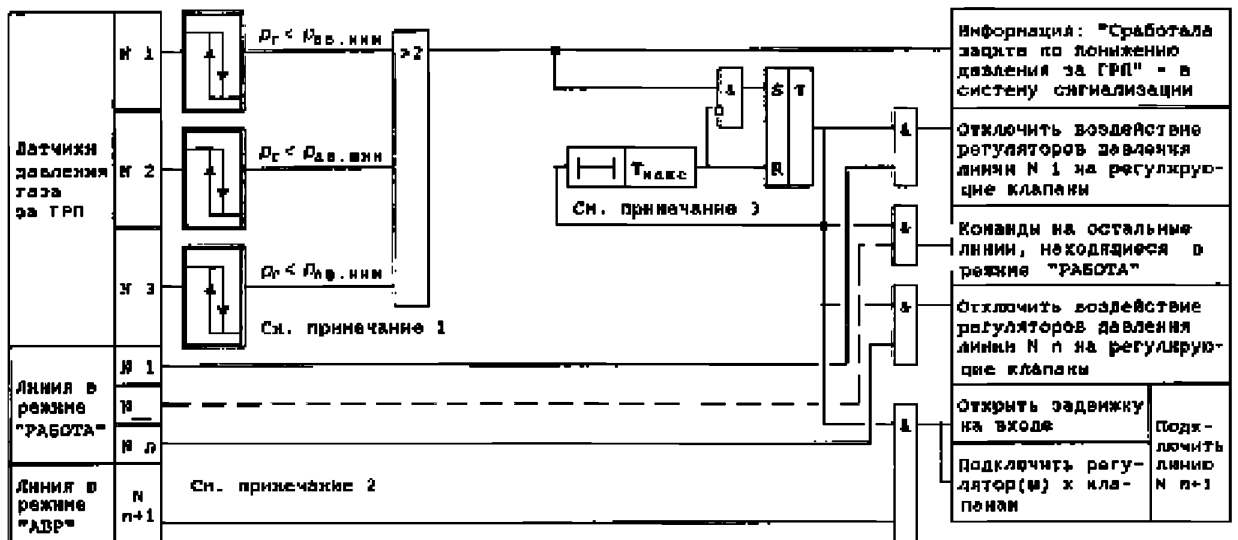 Датчики
давления
газа
за ГРП
N 1
N 2
N 3
pг < pав.мин
pг < pав.мин
pг < pав.мин
См. примечание 1
>2
&
S T
R
Tмакс
См. примечание 3
&
&
&
&
Информация: "Сработала
защита по понижению
давления за ГРП" - в
систему сигнализации
Отключить воздействие
регуляторов давления
линии N 1 на регулирую-
щие клапаны
Команды на остальные
линии, находящиеся в
режиме "РАБОТА"
Отключить воздействие
регуляторов давления
линии N n на регулирую-
щие клапаны
Открыть задвижку
на входе
Подключить регу-
лятор(ы) к кла-
панам
Подк-
лючить
линию
N n+1
Линия в
режиме
"РАБОТА"
N 1
N_
N n
Линия в
режиме
"АВР"
N
n+1
См. примечание 2